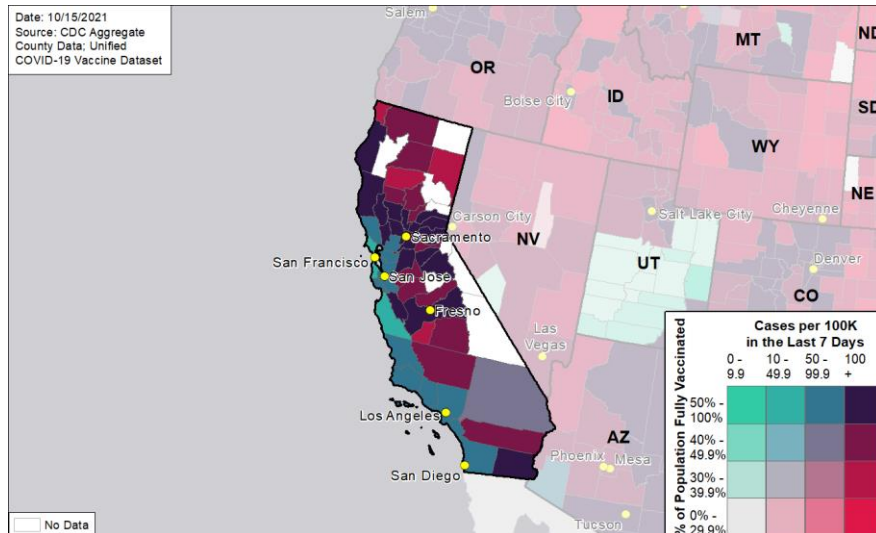 Date: 10/15/2021
Source: CDC Aggregate
County Data; Unified
COVID-19 Vaccine Dataset
Salem
OR
Boise City
ID
MT
ND
SD
WY
NE
Cheyenne
Carson City
Salt Lake City
Sacramento
NV
UT
Denver
CO
San Francisco
San José
Fresno
Las
Vegas
Los Angeles
AZ
Phoenix
Mesa
San Diego
Tucson
No Data
Cases per 100K
in the Last 7 Days
0 - 9.9
10 - 49.9
50 - 99.9
100 +
% of Population Fully Vaccinated
50% - 100%
40% - 49.9%
30% - 39.9%
0% - 29.9%